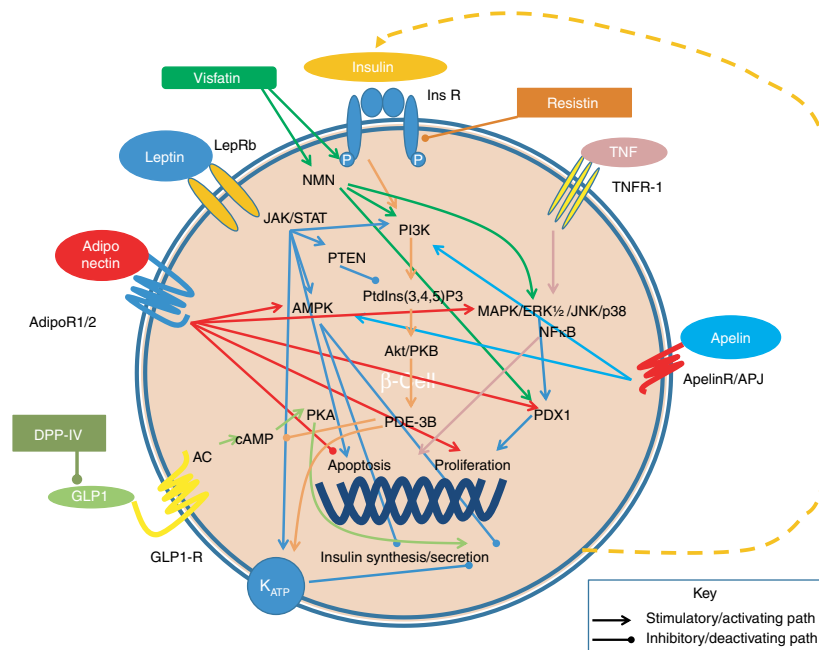 Insulin
Visfatin
Ins R
Resistin
LepRb
Leptin
TNF
TNFR-1
P
P
NMN
JAK/STAT
PI3K
PTEN
Adipo
nectin
PtdIns(3,4,5)P3
AMPK
MAPK/ERK½ /JNK/p38
NFκB
AdipoR1/2
Apelin
Akt/PKB
ApelinR/APJ
β-Cell
PKA
PDE-3B
PDX1
DPP-IV
cAMP
AC
Apoptosis
Proliferation
GLP1
GLP1-R
Insulin synthesis/secretion
KATP
Key
Stimulatory/activating path
Inhibitory/deactivating path